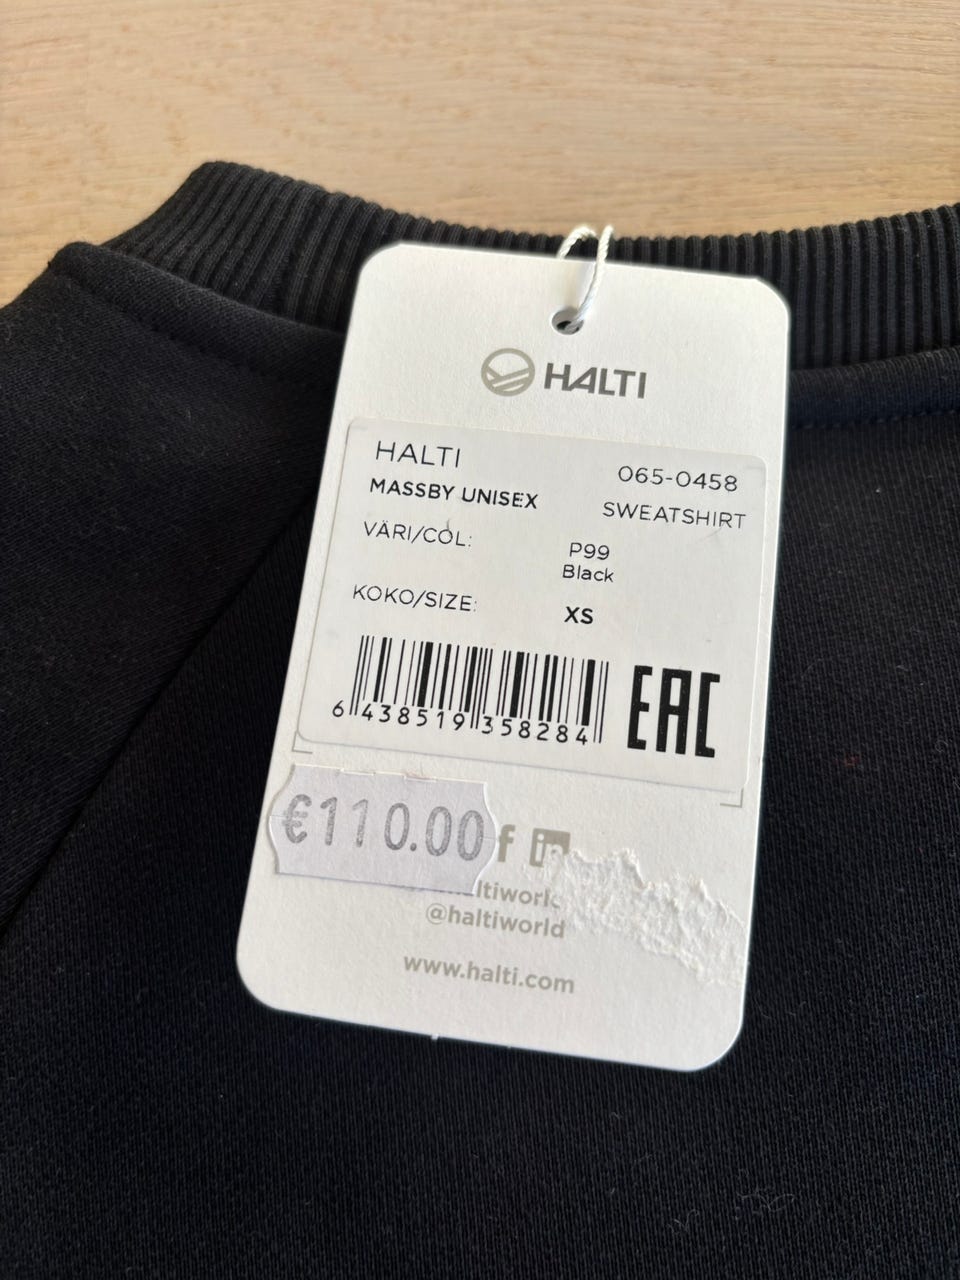 HALTI
HALTI
065-0458
MASSBY UNISEX
SWEATSHIRT
VÄRI/COL:
P99
Black
KOKO/SIZE:
XS
6 438519 358284
EAC
€110.00
f in
@haltiworld
www.halti.com